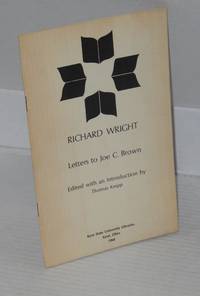 RICHARD WRIGHT
Letters to Joe C. Brown
Edited with an Introduction by
Thomas Knipp
Kent State University Libraries
Kent, Ohio
1968